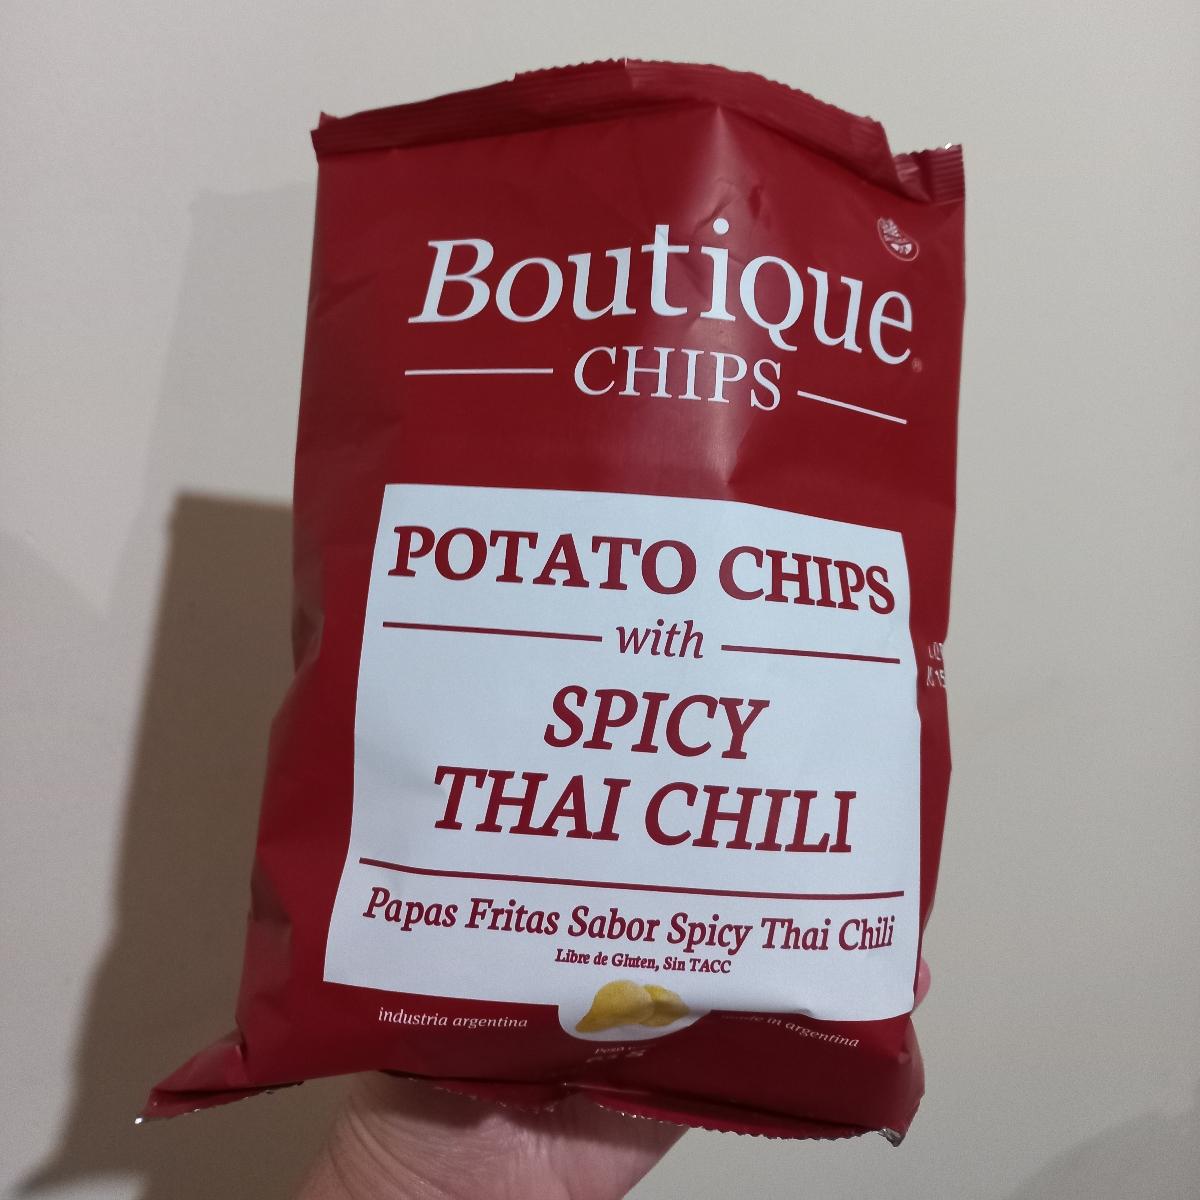 Boutique
CHIPS
POTATO CHIPS
with
SPICY
THAI CHILI
Papas Fritas Sabor Spicy Thai Chili
Libre de Gluten, Sin TACC
industria argentina
made in argentina